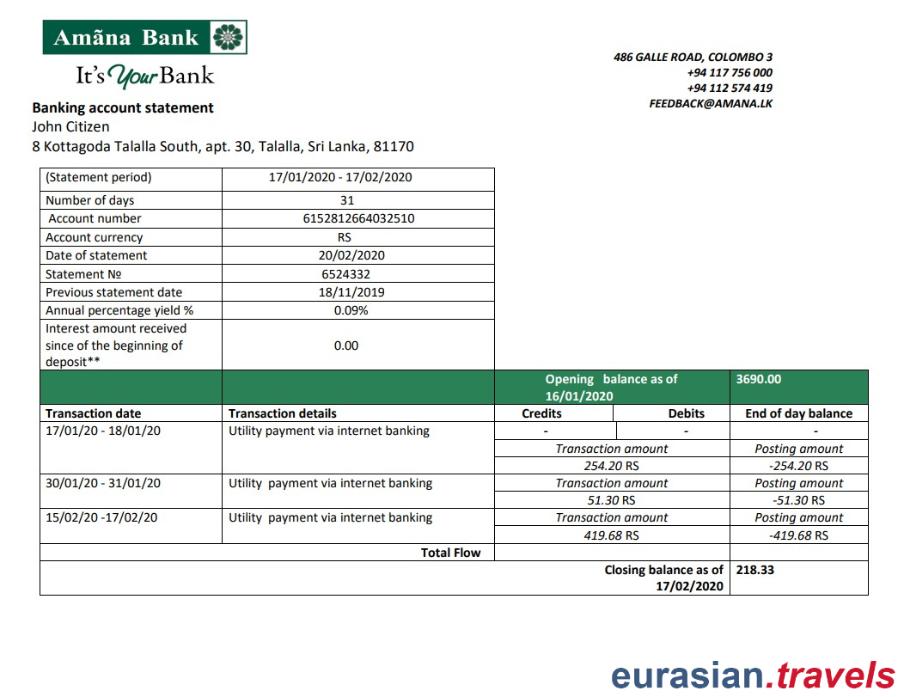 Amãna Bank
It's Your Bank
486 GALLE ROAD, COLOMBO 3
+94 117 756 000
+94 112 574 419
FEEDBACK@AMANA.LK
Banking account statement
John Citizen
8 Kottagoda Talalla South, apt. 30, Talalla, Sri Lanka, 81170
(Statement period) 17/01/2020 - 17/02/2020
Number of days 31
Account number 6152812664032510
Account currency RS
Date of statement 20/02/2020
Statement № 6524332
Previous statement date 18/11/2019
Annual percentage yield % 0.09%
Interest amount received
since of the beginning of 0.00
deposit**
Opening balance as of 3690.00
16/01/2020
Transaction date Transaction details Credits Debits End of day balance
17/01/20 - 18/01/20 Utility payment via internet banking - - -
Transaction amount Posting amount
254.20 RS -254.20 RS
30/01/20 - 31/01/20 Utility payment via internet banking Transaction amount Posting amount
51.30 RS -51.30 RS
15/02/20 -17/02/20 Utility payment via internet banking Transaction amount Posting amount
419.68 RS -419.68 RS
Total Flow
Closing balance as of 218.33
17/02/2020
eurasian.travels